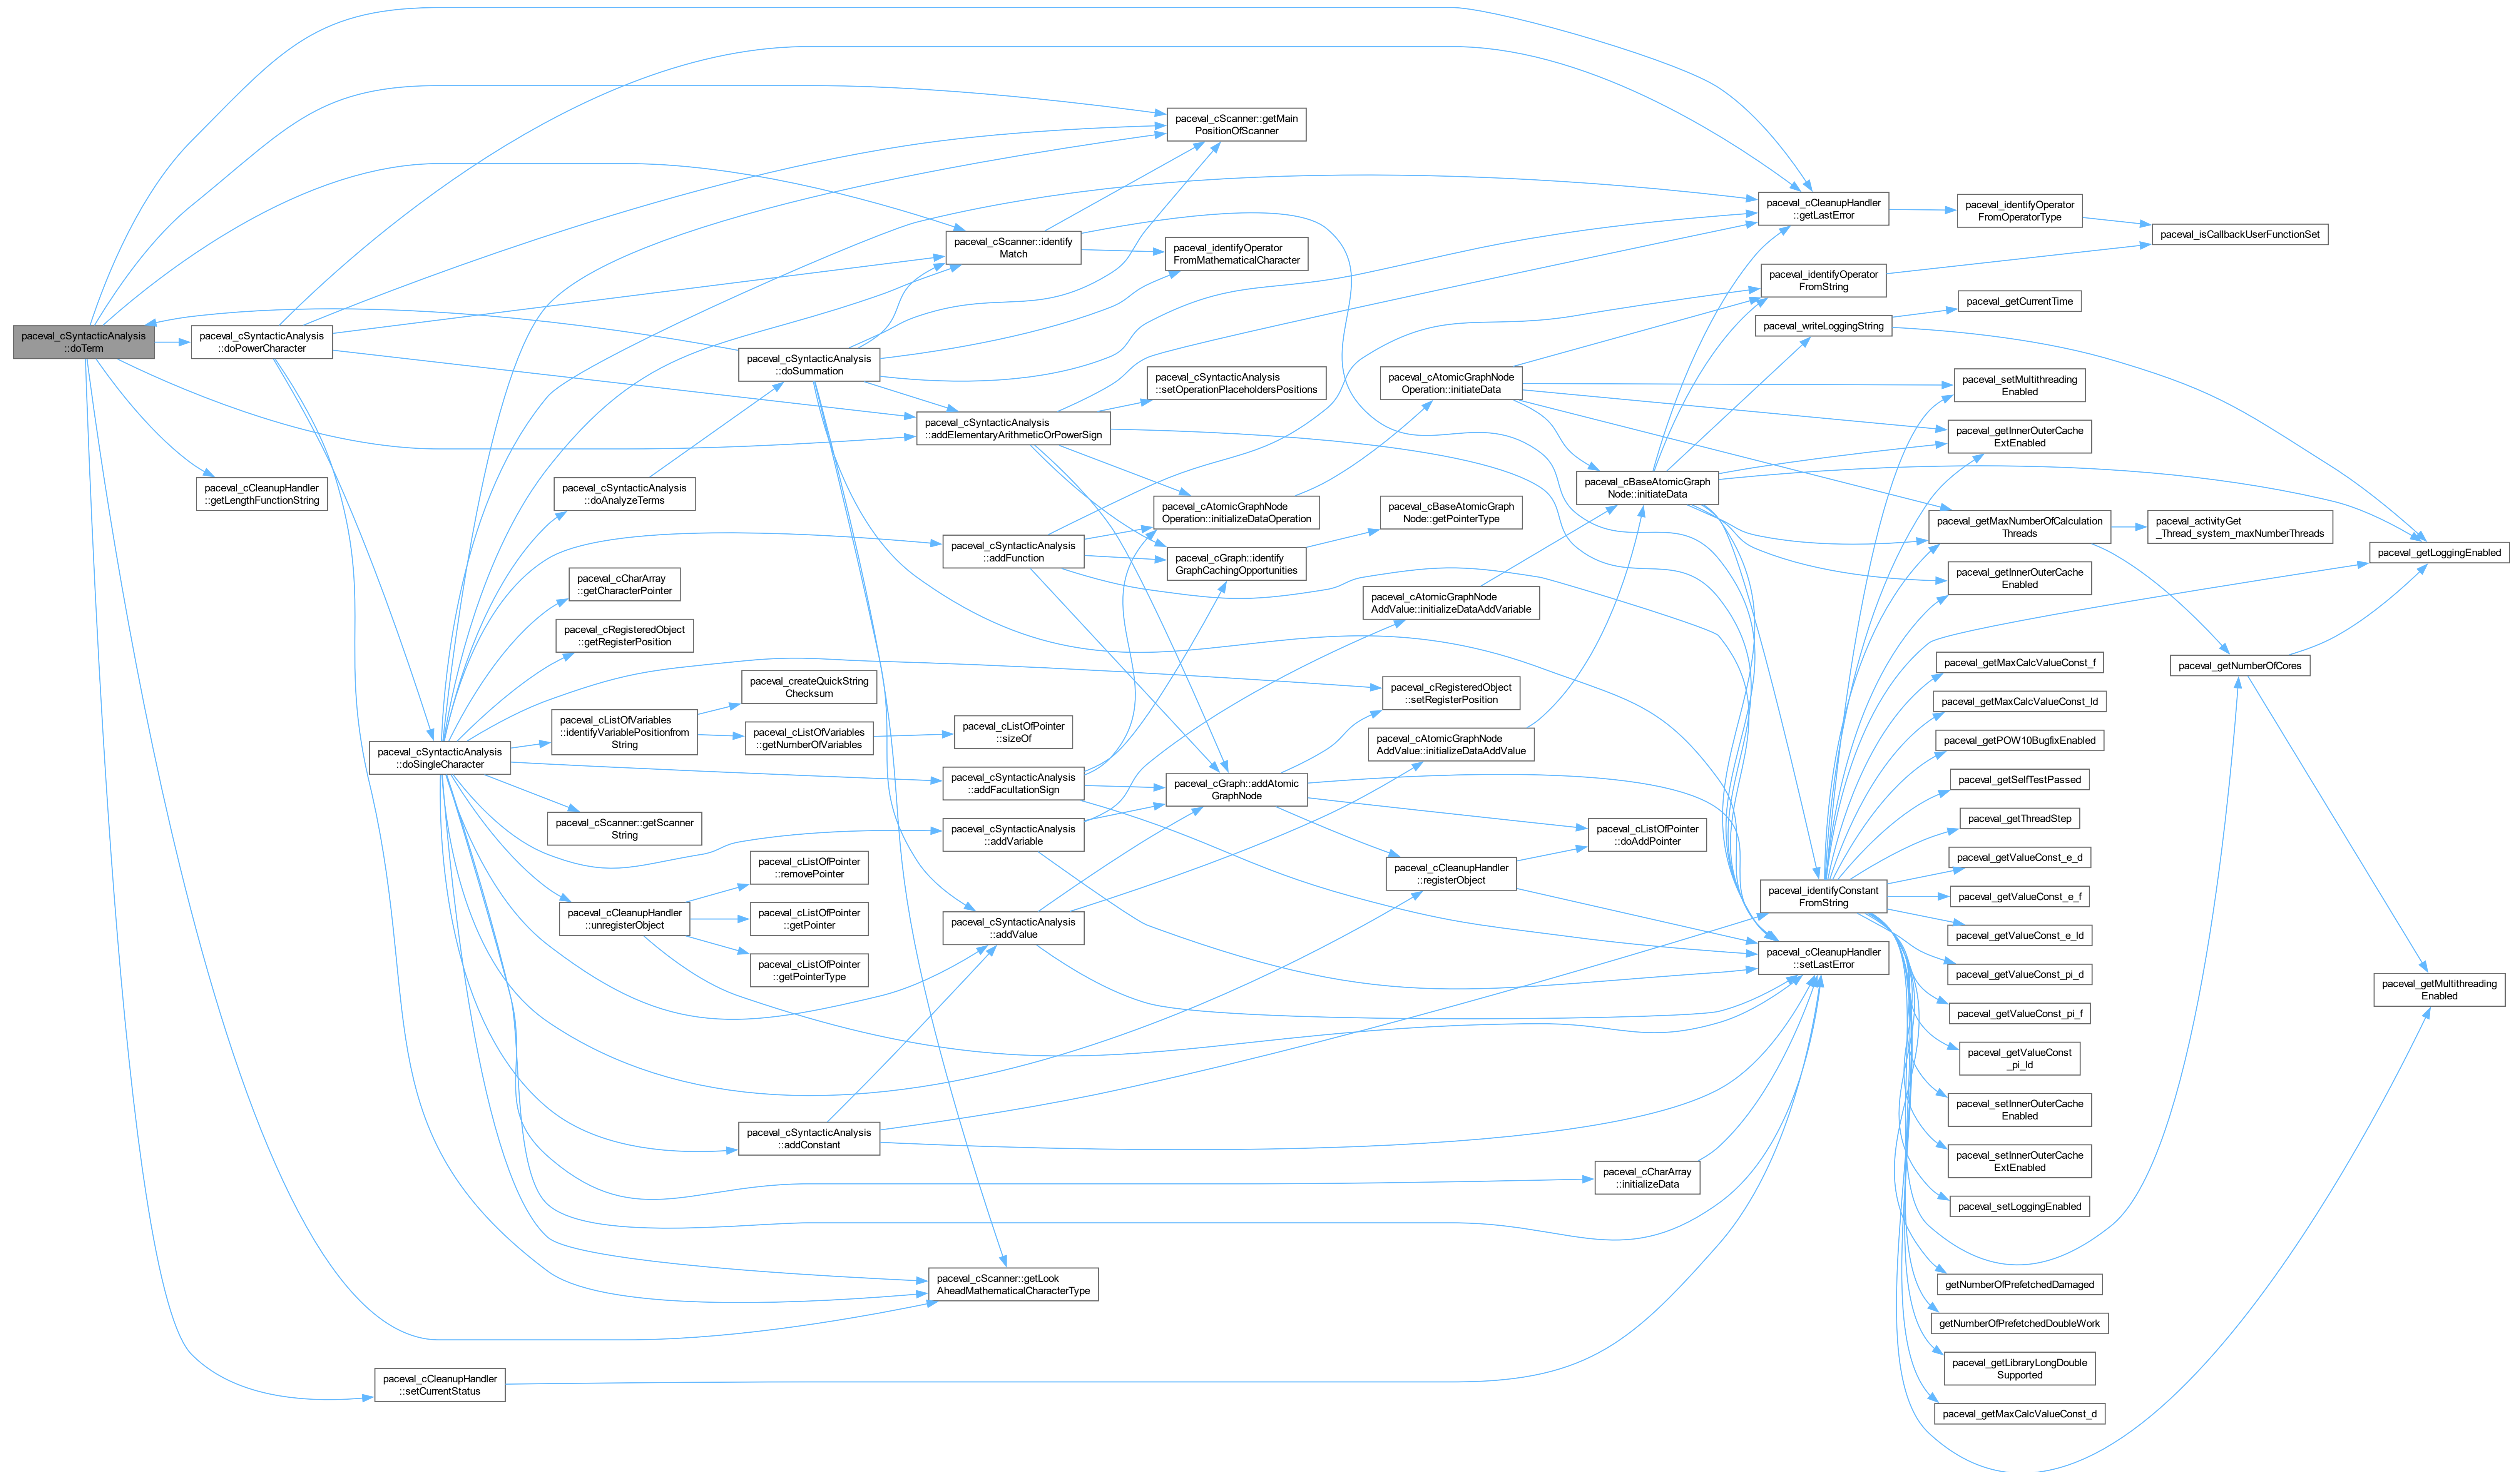 paceval_cSyntacticAnalysis
::doTerm
paceval_cSyntacticAnalysis
::doPowerCharacter
paceval_cCleanupHandler
::getLengthFunctionString
paceval_cSyntacticAnalysis
::doSingleCharacter
paceval_cCleanupHandler
::setCurrentStatus
paceval_cSyntacticAnalysis
::doAnalyzeTerms
paceval_cCharArray
::getCharacterPointer
paceval_cRegisteredObject
::getRegisterPosition
paceval_cListOfVariables
::identifyVariablePositionfrom
String
paceval_cScanner::getScanner
String
paceval_cCleanupHandler
::unregisterObject
paceval_cSyntacticAnalysis
::doSummation
paceval_createQuickString
Checksum
paceval_cListOfVariables
::getNumberOfVariables
paceval_cListOfPointer
::removePointer
paceval_cListOfPointer
::getPointer
paceval_cListOfPointer
::getPointerType
paceval_cSyntacticAnalysis
::addConstant
paceval_cScanner::identify
Match
paceval_cSyntacticAnalysis
::addElementaryArithmeticOrPowerSign
paceval_cSyntacticAnalysis
::addFunction
paceval_cListOfPointer
::sizeOf
paceval_cSyntacticAnalysis
::addFacultationSign
paceval_cSyntacticAnalysis
::addVariable
paceval_cSyntacticAnalysis
::addValue
paceval_cScanner::getLook
AheadMathematicalCharacterType
paceval_cScanner::getMain
PositionOfScanner
paceval_identifyOperator
FromMathematicalCharacter
paceval_cSyntacticAnalysis
::setOperationPlaceholdersPositions
paceval_cAtomicGraphNode
Operation::initializeDataOperation
paceval_cGraph::identify
GraphCachingOpportunities
paceval_cGraph::addAtomic
GraphNode
paceval_cAtomicGraphNode
Operation::initiateData
paceval_cBaseAtomicGraph
Node::getPointerType
paceval_cAtomicGraphNode
AddValue::initializeDataAddVariable
paceval_cRegisteredObject
::setRegisterPosition
paceval_cAtomicGraphNode
AddValue::initializeDataAddValue
paceval_cCleanupHandler
::registerObject
paceval_cBaseAtomicGraph
Node::initiateData
paceval_cListOfPointer
::doAddPointer
paceval_cCharArray
::initializeData
paceval_cCleanupHandler
::getLastError
paceval_identifyOperator
FromString
paceval_writeLoggingString
paceval_identifyConstant
FromString
paceval_cCleanupHandler
::setLastError
paceval_identifyOperator
FromOperatorType
paceval_getCurrentTime
paceval_setMultithreading
Enabled
paceval_getInnerOuterCache
ExtEnabled
paceval_getMaxNumberOfCalculation
Threads
paceval_getInnerOuterCache
Enabled
paceval_getMaxCalcValueConst_f
paceval_getMaxCalcValueConst_ld
paceval_getPOW10BugfixEnabled
paceval_getSelfTestPassed
paceval_getThreadStep
paceval_getValueConst_e_d
paceval_getValueConst_e_f
paceval_getValueConst_e_ld
paceval_getValueConst_pi_d
paceval_getValueConst_pi_f
paceval_getValueConst
_pi_ld
paceval_setInnerOuterCache
Enabled
paceval_setInnerOuterCache
ExtEnabled
paceval_setLoggingEnabled
getNumberOfPrefetchedDamaged
getNumberOfPrefetchedDoubleWork
paceval_getLibraryLongDouble
Supported
paceval_getMaxCalcValueConst_d
paceval_isCallbackUserFunctionSet
paceval_activityGet
_Thread_system_maxNumberThreads
paceval_getNumberOfCores
paceval_getLoggingEnabled
paceval_getMultithreading
Enabled